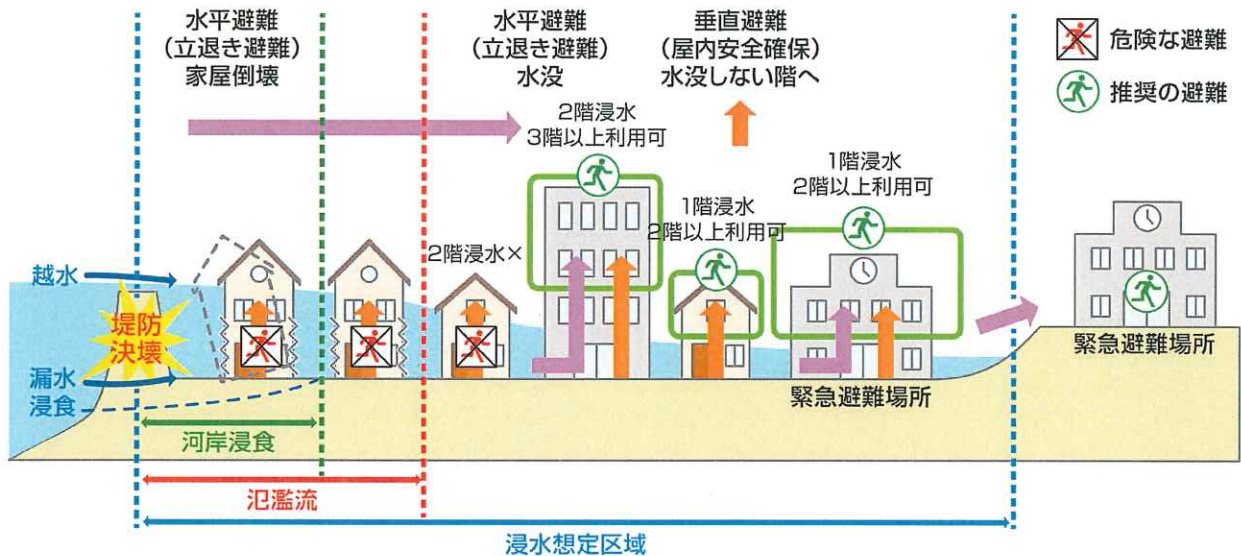 水平避難
(立退き避難)
家屋倒壊
水平避難
(立退き避難)
水没
垂直避難
(屋内安全確保)
水没しない階へ
危険な避難
推奨の避難
2階浸水
3階以上利用可
1階浸水
2階以上利用可
1階浸水
2階以上利用可
2階浸水×
越水
堤防
決壊
漏水
浸食
緊急避難場所
緊急避難場所
河岸浸食
氾濫流
浸水想定区域